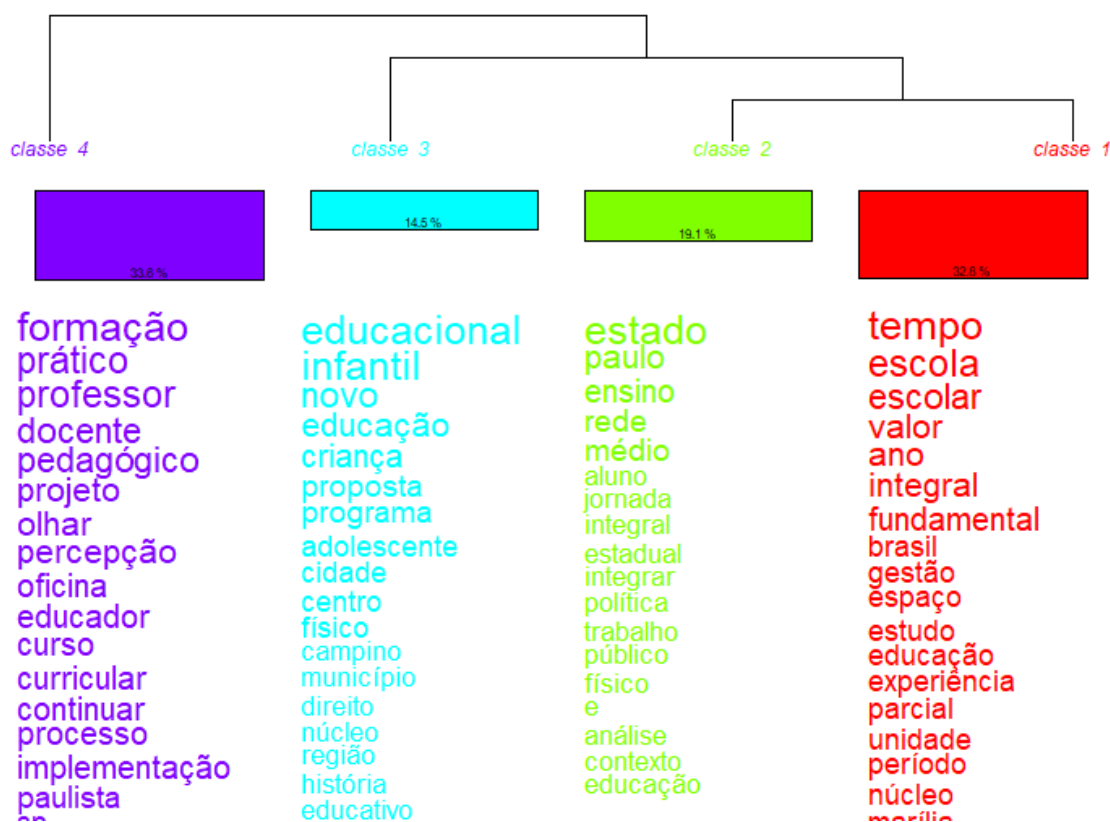 classe 4
classe 3
classe 2
classe 1
33.6 %
14.5 %
19.1 %
32.8 %
formação
prático
professor
docente
pedagógico
projeto
olhar
percepção
oficina
educador
curso
curricular
continuar
processo
implementação
paulista
educacional
infantil
novo
educação
criança
proposta
programa
adolescente
cidade
centro
físico
campino
município
direito
núcleo
região
história
educativo
estado
paulo
ensino
rede
médio
aluno
jornada
integral
estadual
integrar
política
trabalho
público
físico
e
análise
contexto
educação
tempo
escola
escolar
valor
ano
integral
fundamental
brasil
gestão
espaço
estudo
educação
experiência
parcial
unidade
período
núcleo
marília